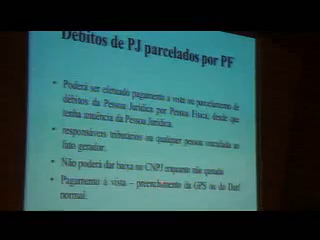 Débitos de PJ parcelados por PF
• Poderá ser efetuado pagamento à vista ou parcelamento de
débitos da Pessoa Jurídica por Pessoa Física, desde que
tenha anuência da Pessoa Jurídica.
• responsáveis tributários ou qualquer pessoa vinculada ao
fato gerador.
• Não poderá dar baixa no CNPJ enquanto não quitada
• Pagamento à vista – preenchimento da GPS ou do Darf
normal.